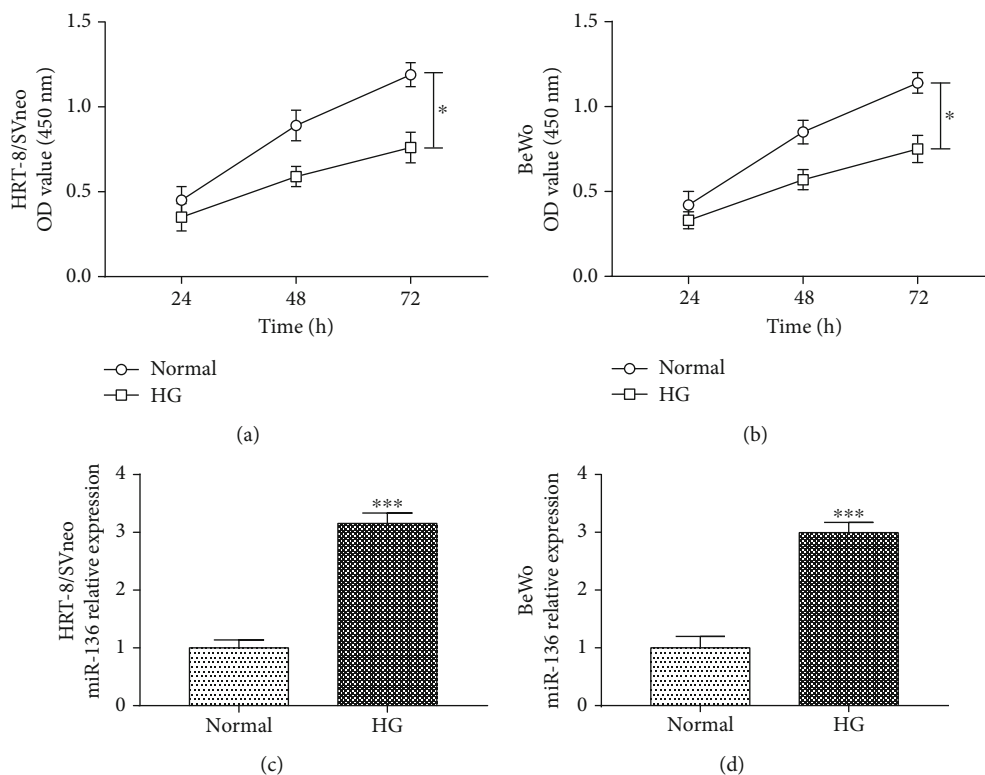 HRT-8/SVneo
OD value (450 nm)
1.5
1.0
0.5
0.0
*
24 48 72
Time (h)
Normal
HG
(a)
BeWo
OD value (450 nm)
1.5
1.0
0.5
0.0
*
24 48 72
Time (h)
Normal
HG
(b)
HRT-8/SVneo
miR-136 relative expression
4
3
2
1
0
***
Normal HG
(c)
BeWo
miR-136 relative expression
4
3
2
1
0
***
Normal HG
(d)